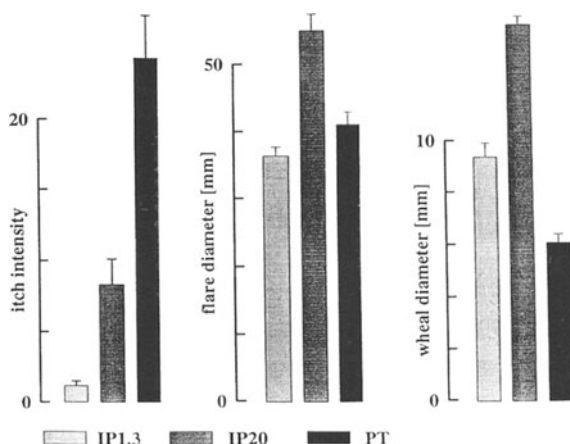 50
20
10
itch intensity
flare diameter [mm]
wheal diameter [mm]
0
0
0
IP1.3 IP20 PT